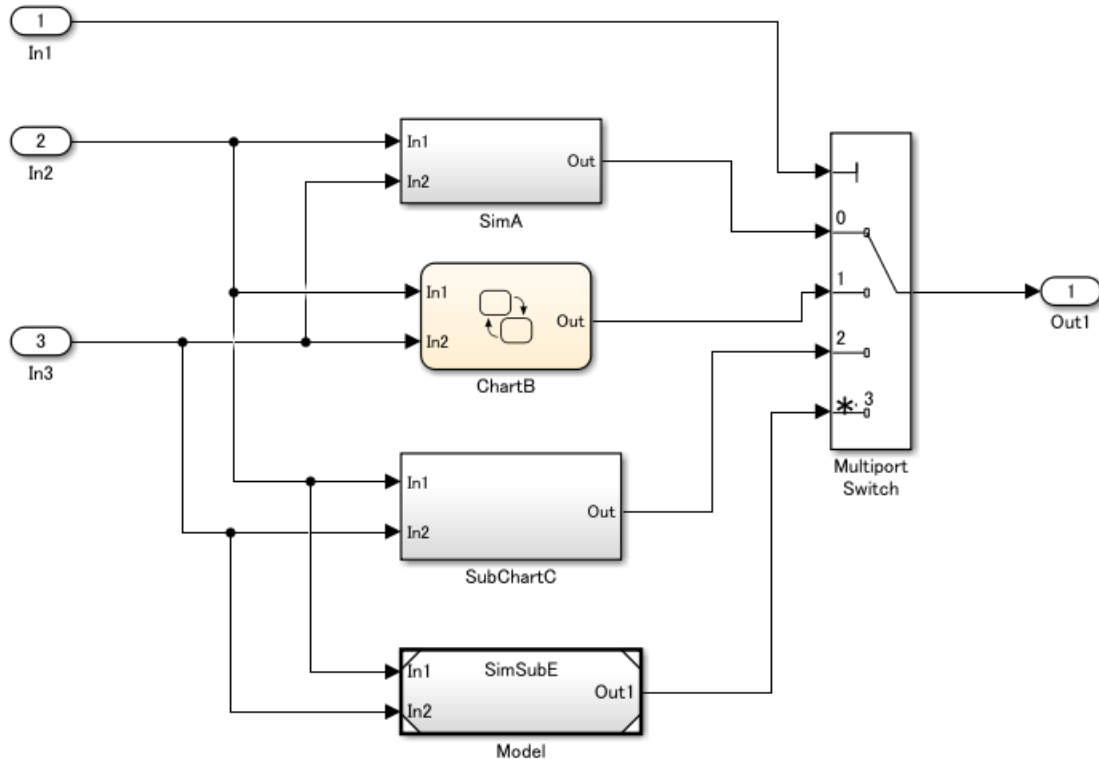 1
In1
2
In2
In1
In2
Out
SimA
0
1
2
*, 3
Multiport
Switch
1
Out1
In1
In2
Out
ChartB
3
In3
In1
In2
Out
SubChartC
SimSubE
In1
In2
Out1
Model